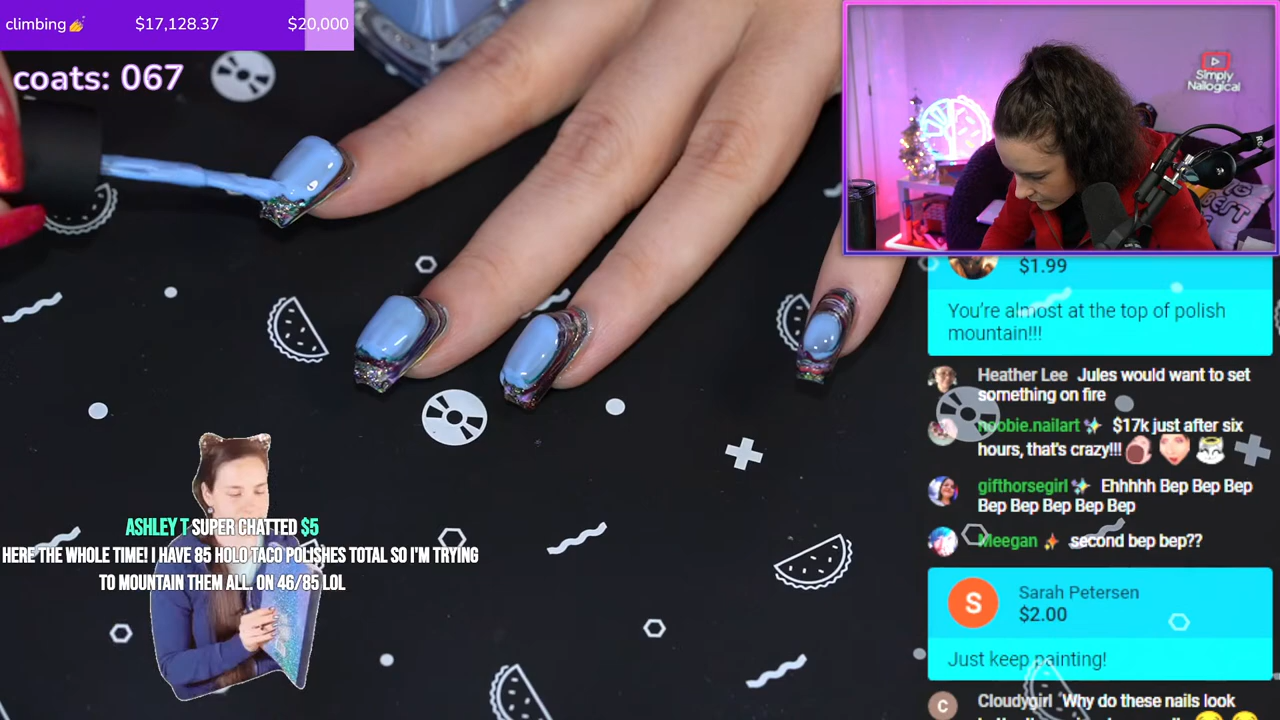 climbing💅 $17,128.37 $20,000
coats: 067
Simply
Nailogical
$1.99
You're almost at the top of polish
mountain!!!
Heather Lee Jules would want to set
something on fire
noobie.nailart $17k just after six
hours, that's crazy!!!
gifthorsegirl Ehhhhh Bep Bep Bep
Bep Bep Bep Bep Bep
Meegan second bep bep??
S
Sarah Petersen
$2.00
Just keep painting!
C
Cloudygirl Why do these nails look
ASHLEY T SUPER CHATTED $5
HERE THE WHOLE TIME! I HAVE 85 HOLO TACO POLISHES TOTAL SO I'M TRYING
TO MOUNTAIN THEM ALL. ON 46/85 LOL